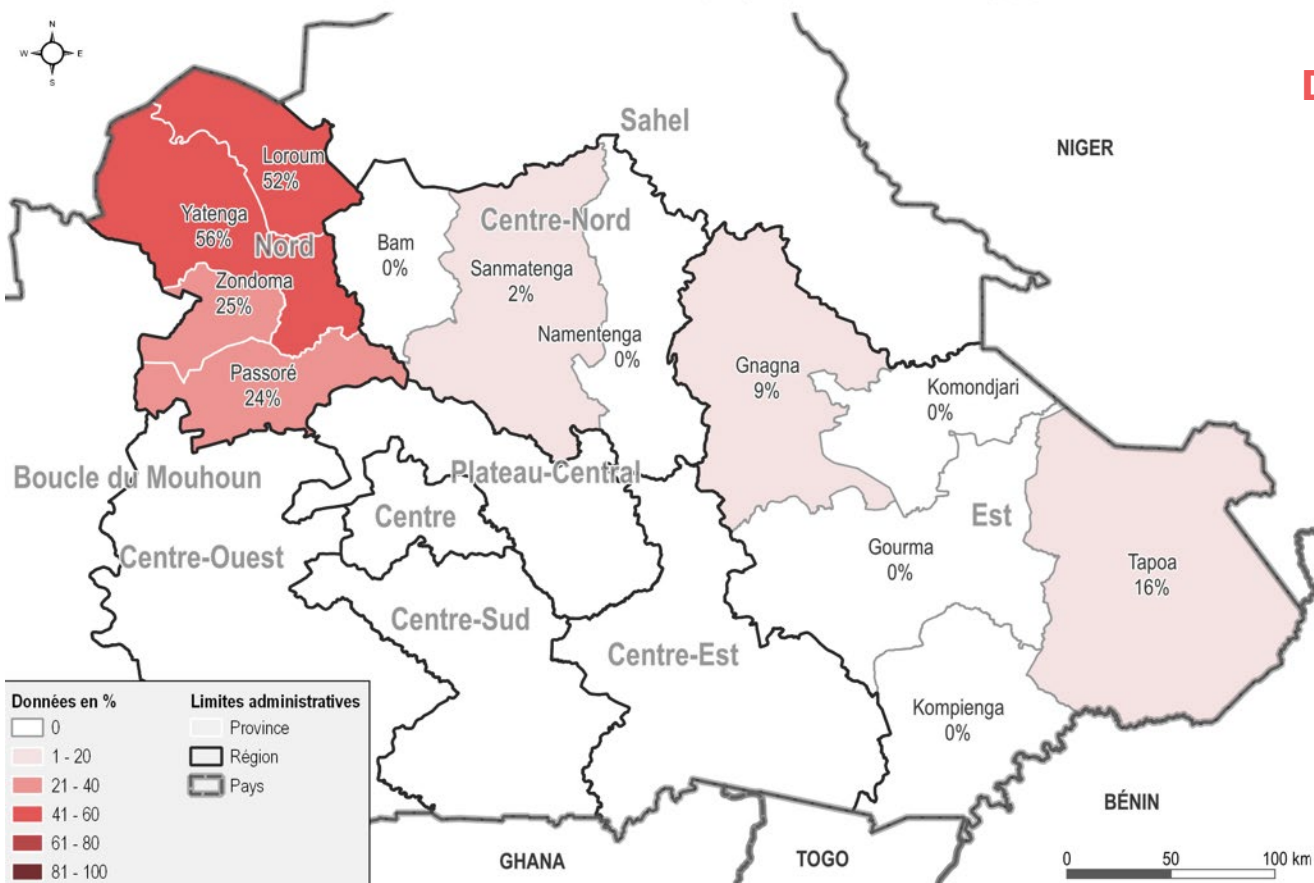 N
W
E
S
Sahel
NIGER
Loroum
52%
Yatenga
56%
Nord
Zondoma
25%
Passoré
24%
Bam
0%
Centre-Nord
Sanmatenga
2%
Namentenga
0%
Gnagna
9%
Komondjari
0%
Boucle du Mouhoun
Plateau-Central
Centre
Est
Gourma
0%
Tapoa
16%
Centre-Ouest
Centre-Sud
Centre-Est
Kompienga
0%
Données en %
0
1 - 20
21 - 40
41 - 60
61 - 80
81 - 100
Limites administratives
Province
Région
Pays
BÉNIN
GHANA
TOGO
0 50 100 km